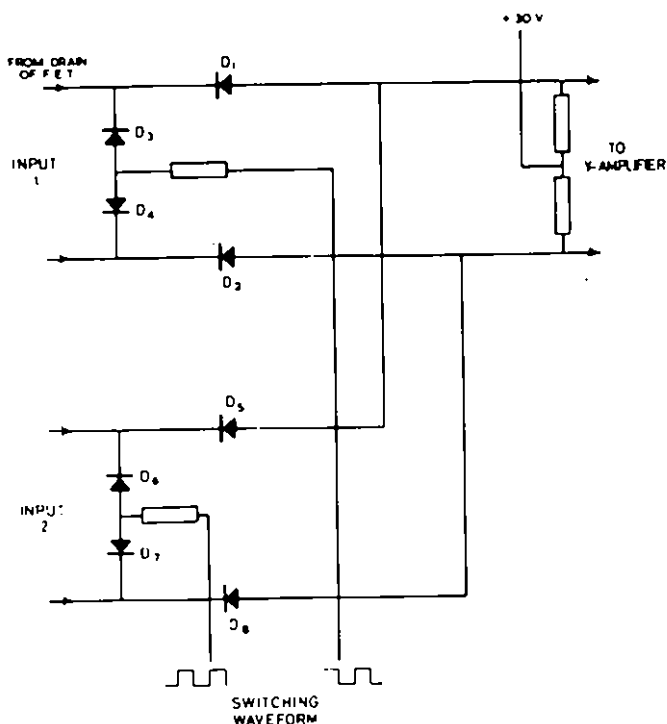 + 30 V
FROM DRAIN
OF F.E.T.
D1
D3
INPUT
1
TO
Y-AMPLIFIER
D4
D2
D5
D6
INPUT
2
D7
D8
SWITCHING
WAVEFORM